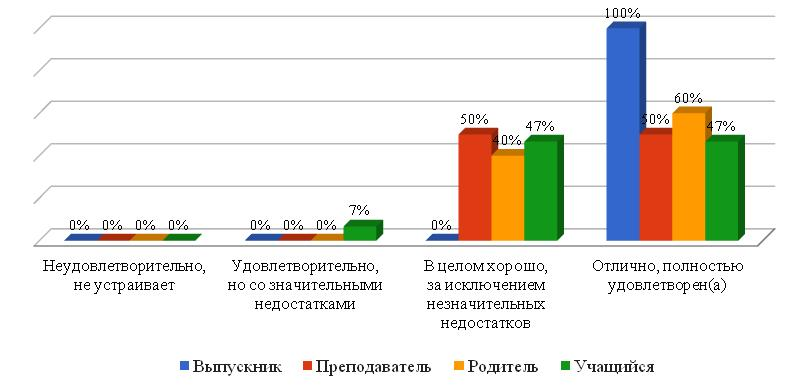 100%
60%
50%
50%
47%
40%
47%
7%
0%
0%
0%
0%
0%
0%
0%
0%
Неудовлетворительно,
не устраивает
Удовлетворительно,
но со значительными
недостатками
В целом хорошо,
за исключением
незначительных
недостатков
Отлично, полностью
удовлетворен(а)
Выпускник
Преподаватель
Родитель
Учащийся